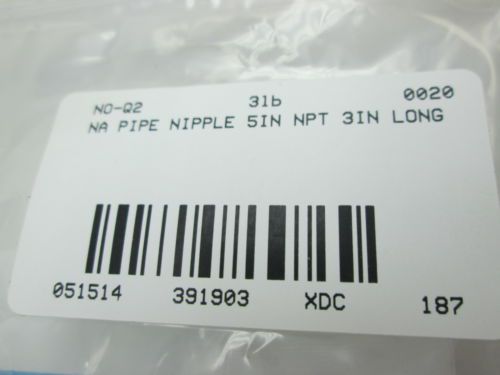 NO-Q2 31b 0020
NA PIPE NIPPLE 5IN NPT 3IN LONG
051514 391903 XDC 187